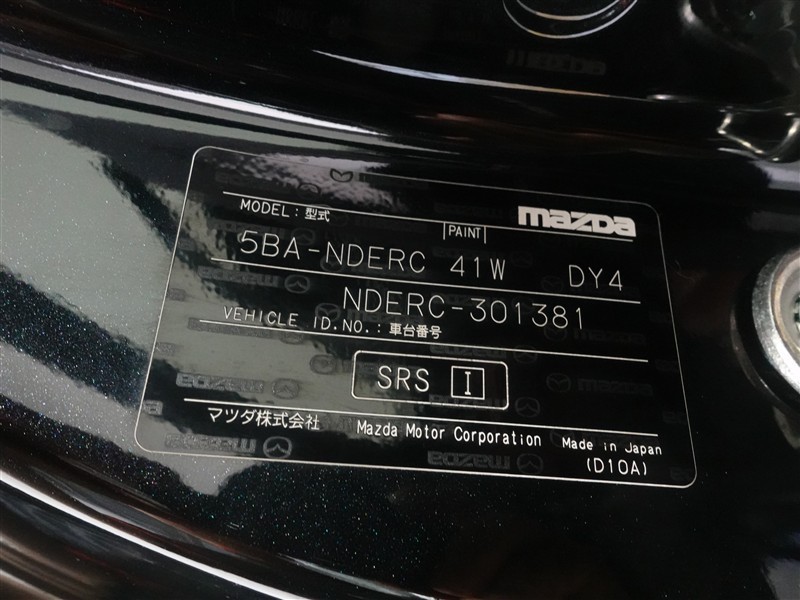 mazda
MODEL: 型式
PAINT
5BA-NDERC 41W DY4
NDERC-301381
VEHICLE ID.NO.: 車台番号
SRS I
マツダ株式会社 Mazda Motor Corporation Made in Japan
(D10A)